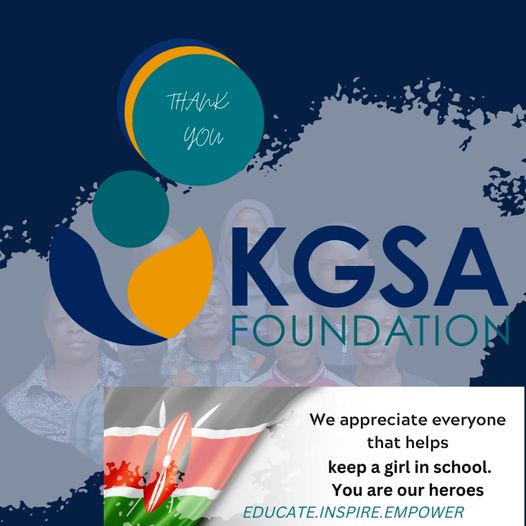 THANK
YOU
KGSA
FOUNDATION
We appreciate everyone
that helps
keep a girl in school.
You are our heroes
EDUCATE.INSPIRE.EMPOWER